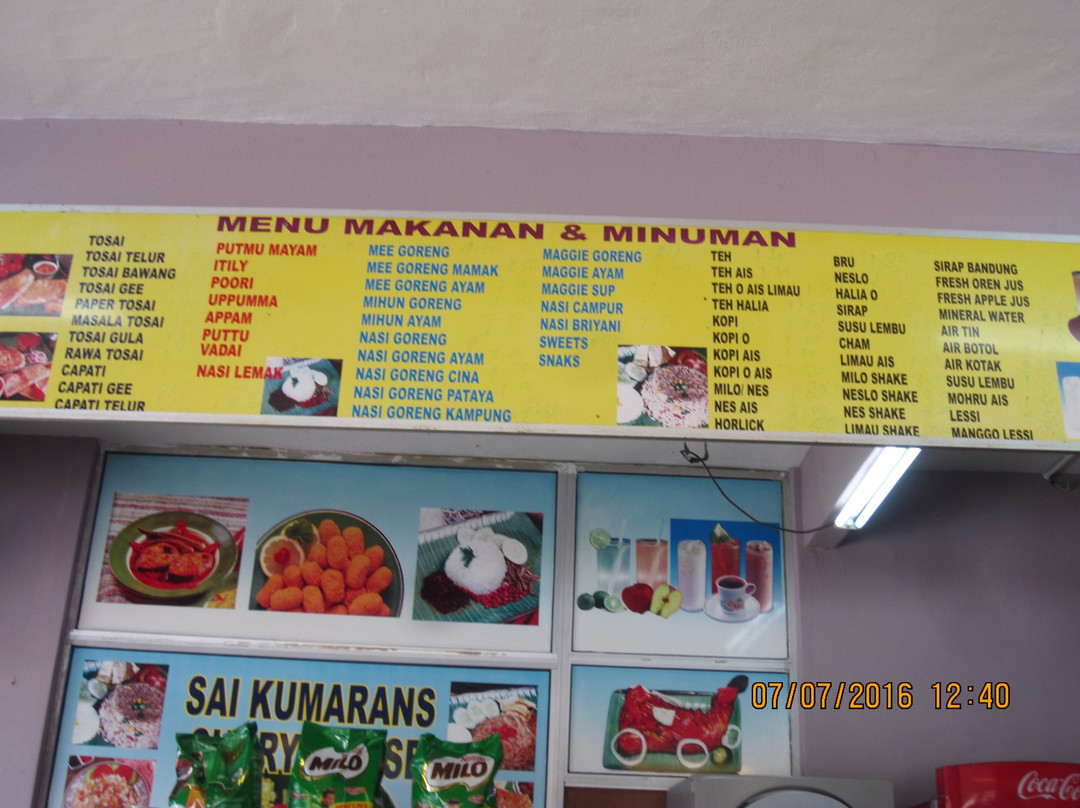 MENU MAKANAN & MINUMAN
TOSAI
TOSAI TELUR
TOSAI BAWANG
TOSAI GEE
PAPER TOSAI
MASALA TOSAI
TOSAI GULA
RAWA TOSAI
CAPATI
CAPATI GEE
CAPATI TELUR
PUTMU MAYAM
ITILY
POORI
UPPUMMA
APPAM
PUTTU
VADAI
NASI LEMAK
MEE GORENG
MEE GORENG MAMAK
MEE GORENG AYAM
MIHUN GORENG
MIHUN AYAM
NASI GORENG
NASI GORENG AYAM
NASI GORENG CINA
NASI GORENG PATAYA
NASI GORENG KAMPUNG
MAGGIE GORENG
MAGGIE AYAM
MAGGIE SUP
NASI CAMPUR
NASI BRIYANI
SWEETS
SNAKS
TEH
TEH AIS
TEH O AIS LIMAU
TEH HALIA
KOPI
KOPI O
KOPI AIS
KOPI O AIS
MILO/ NES
NES AIS
HORLICK
BRU
NESLO
HALIA O
SIRAP
SUSU LEMBU
CHAM
LIMAU AIS
MILO SHAKE
NESLO SHAKE
NES SHAKE
LIMAU SHAKE
SIRAP BANDUNG
FRESH OREN JUS
FRESH APPLE JUS
MINERAL WATER
AIR TIN
AIR BOTOL
AIR KOTAK
SUSU LEMBU
MOHRU AIS
LESSI
MANGGO LESSI
SAI KUMARANS
MILO
MILO
07/07/2016 12:40